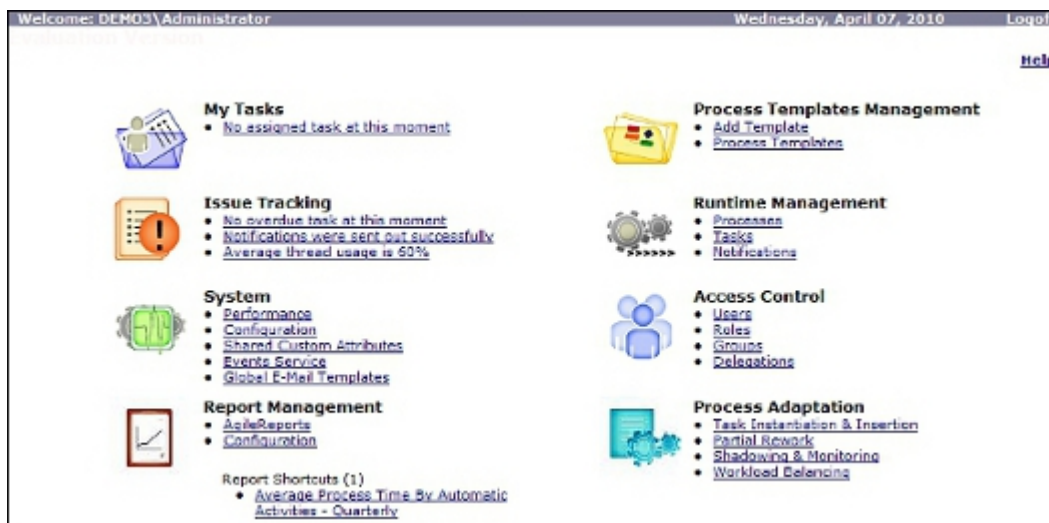 Welcome: DEMO3\Administrator
Wednesday, April 07, 2010
Logof
valuation Version
Help
My Tasks
• No assigned task at this moment
Issue Tracking
• No overdue task at this moment
• Notifications were sent out successfully
• Average thread usage is 60%
System
• Performance
• Configuration
• Shared Custom Attributes
• Events Service
• Global E-Mail Templates
Report Management
• AgileReports
• Configuration
Report Shortcuts (1)
• Average Process Time By Automatic
Activities - Quarterly
Process Templates Management
• Add Template
• Process Templates
Runtime Management
• Processes
• Tasks
• Notifications
Access Control
• Users
• Roles
• Groups
• Delegations
Process Adaptation
• Task Instantiation & Insertion
• Partial Rework
• Shadowing & Monitoring
• Workload Balancing